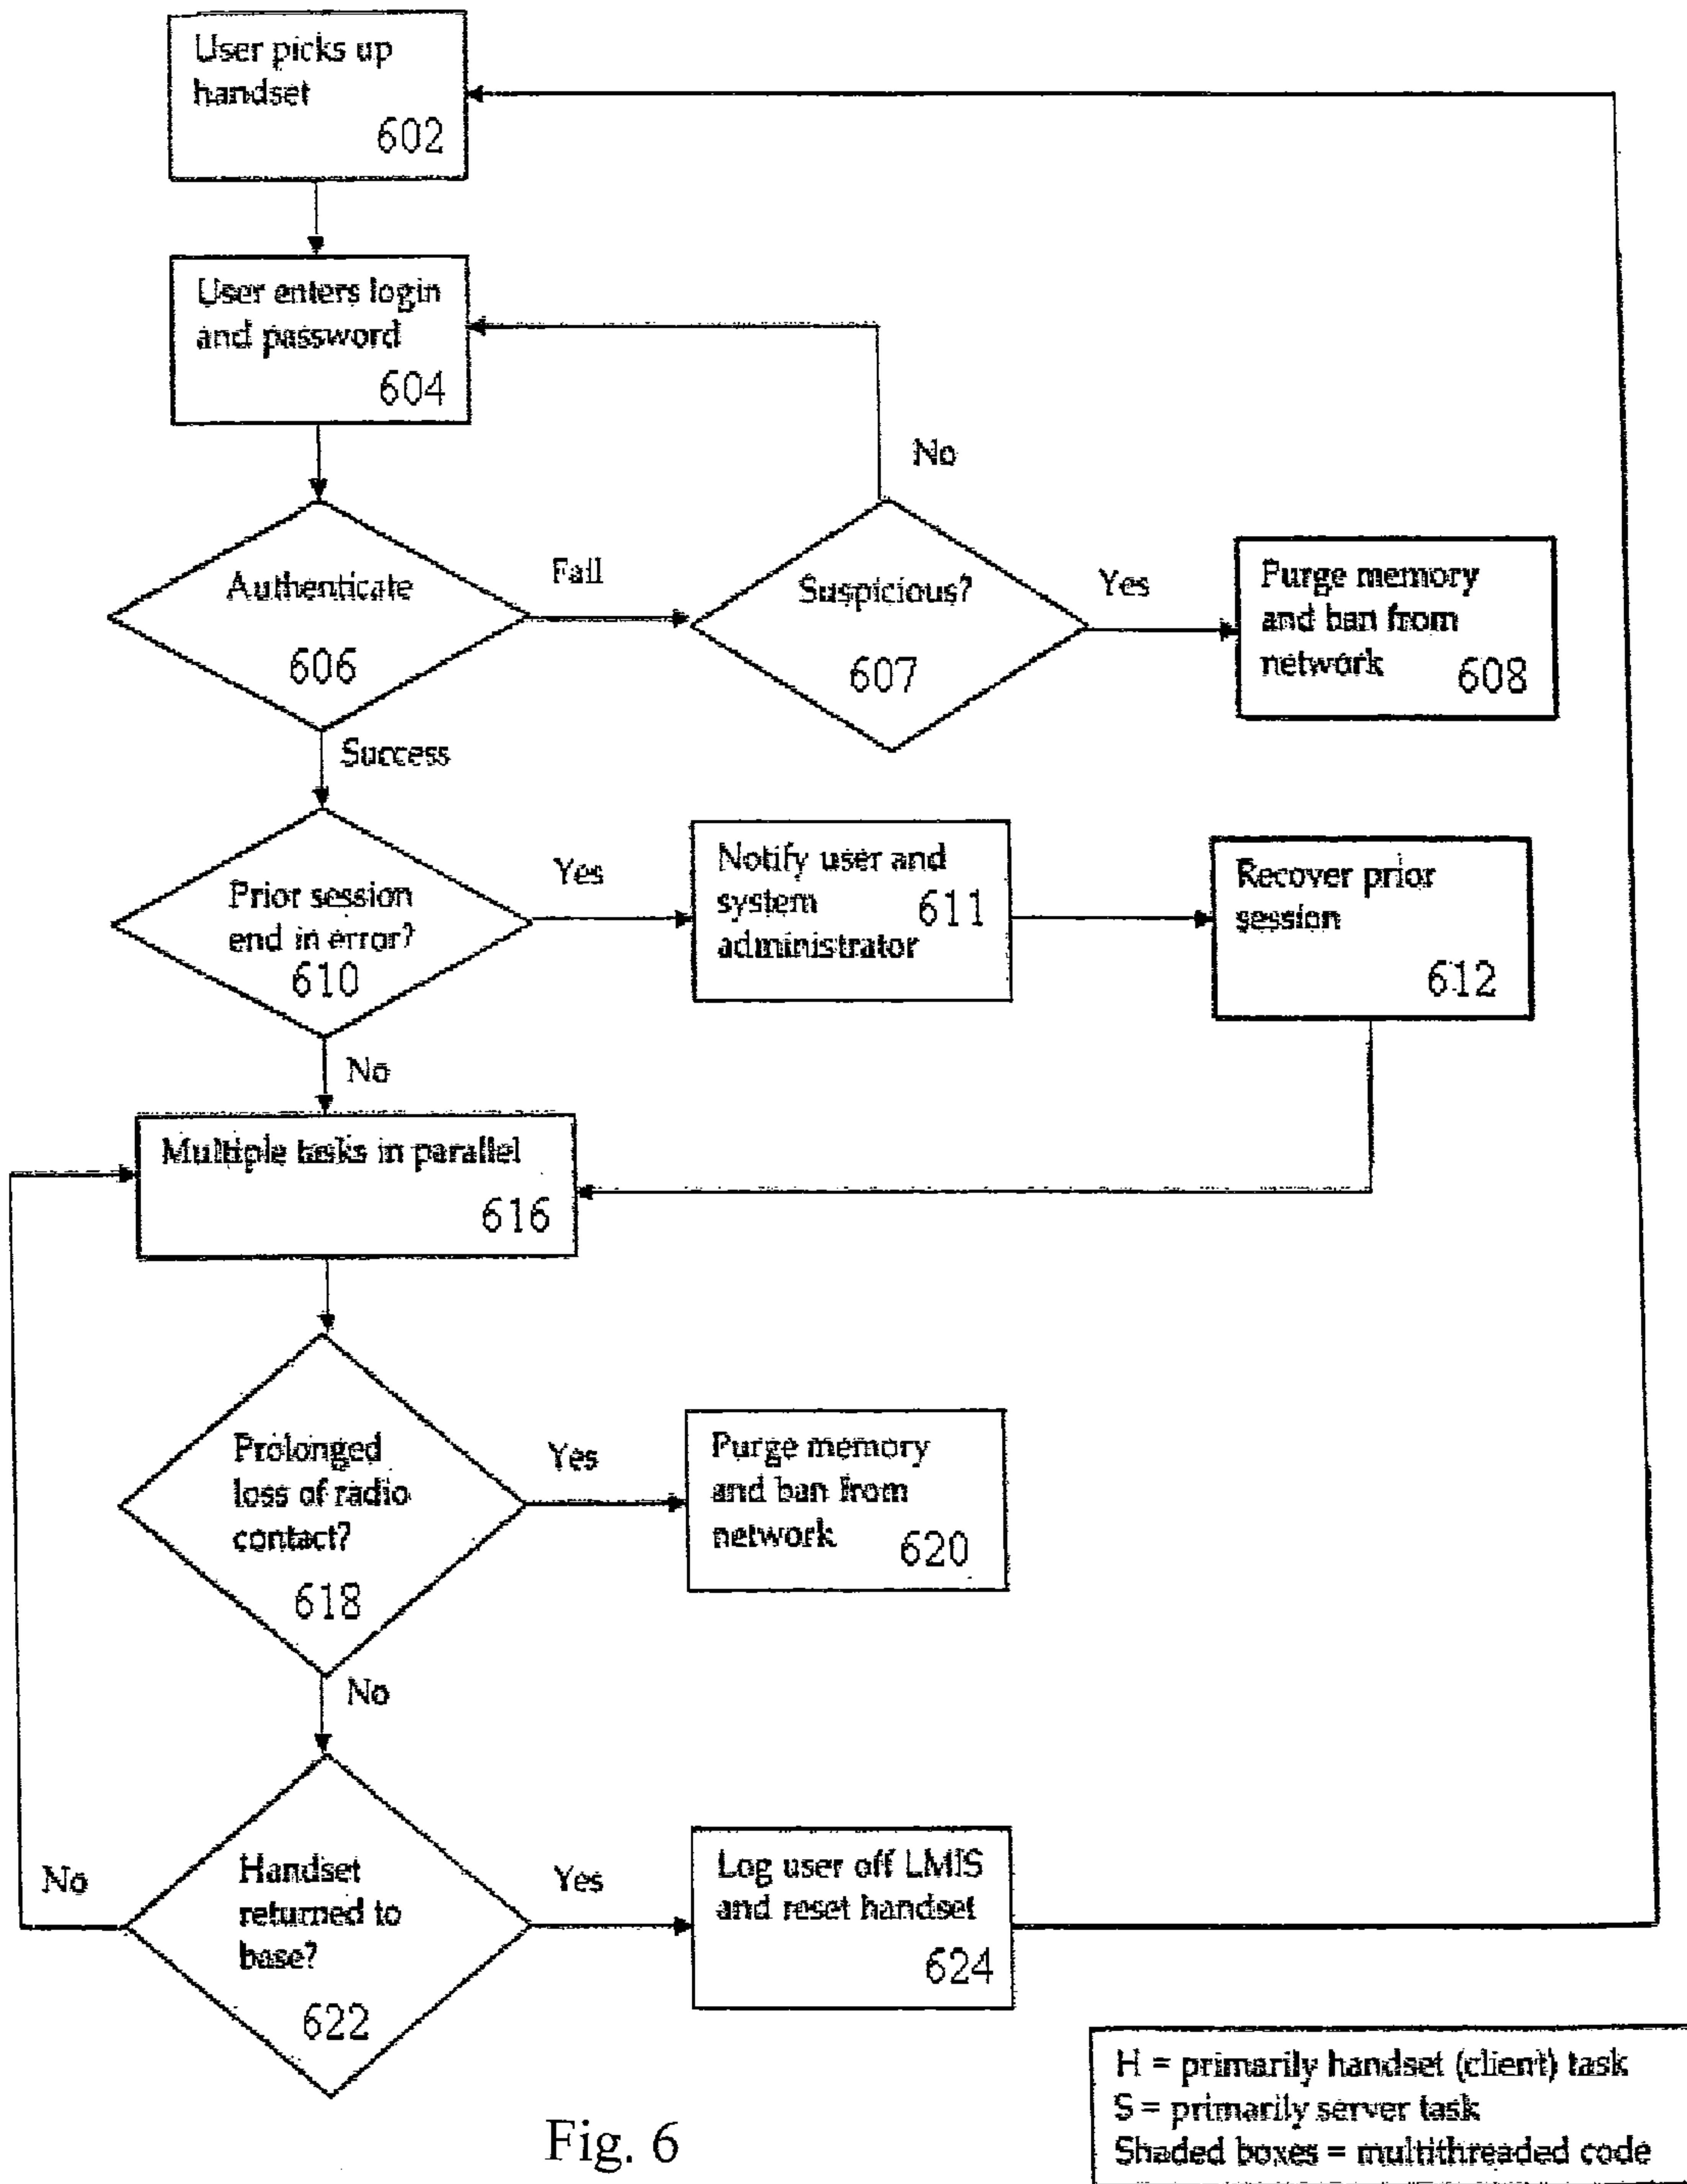 User picks up
handset
602
User enters login
and password
604
No
Authenticate
606
Fail
Suspicious?
607
Yes
Purge memory
and ban from
network 608
Success
Prior session
end in error?
610
Yes
Notify user and
system 611
administrator
Recover prior
session
612
No
Multiple tasks in parallel
616
Prolonged
loss of radio
contact?
618
Yes
Purge memory
and ban from
network 620
No
No
Handset
returned to
base?
622
Yes
Log user off LMIS
and reset handset
624
Fig. 6
H = primarily handset (client) task
S = primarily server task
Shaded boxes = multithreaded code